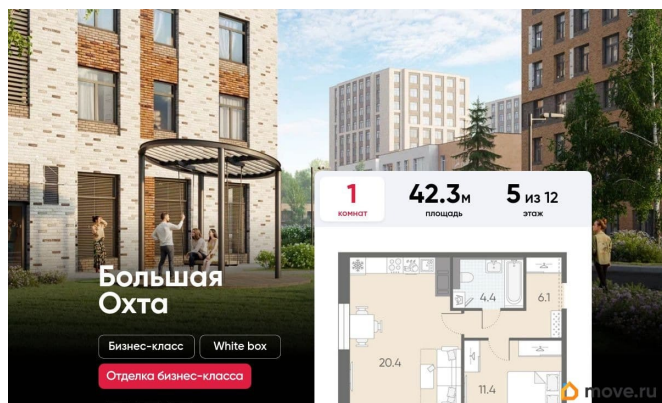 1
комнат
42.3м
площадь
5 из 12
этаж
Большая
Охта
Бизнес-класс
White box
Отделка бизнес-класса
4.4
6.1
20.4
11.4
move.ru